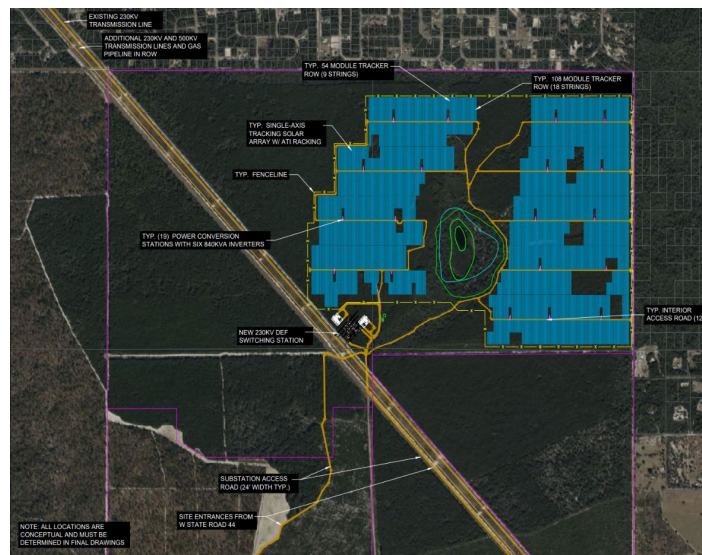 EXISTING 230KV
TRANSMISSION LINE
ADDITIONAL 230KV AND 500KV
TRANSMISSION LINES AND GAS
PIPELINE IN ROW
TYP. 54 MODULE TRACKER
ROW (9 STRINGS)
TYP. 108 MODULE TRACKER
ROW (18 STRINGS)
TYP. SINGLE-AXIS
TRACKING SOLAR
ARRAY W/ ATI RACKING
TYP. FENCELINE
TYP. (19) POWER CONVERSION
STATIONS WITH SIX 840KVA INVERTERS
TYP. INTERIOR
ACCESS ROAD (12
NEW 230KV DEF
SWITCHING STATION
SUBSTATION ACCESS
ROAD (24' WIDTH TYP.)
SITE ENTRANCES FROM
W STATE ROAD 44
NOTE: ALL LOCATIONS ARE
CONCEPTUAL AND MUST BE
DETERMINED IN FINAL DRAWINGS